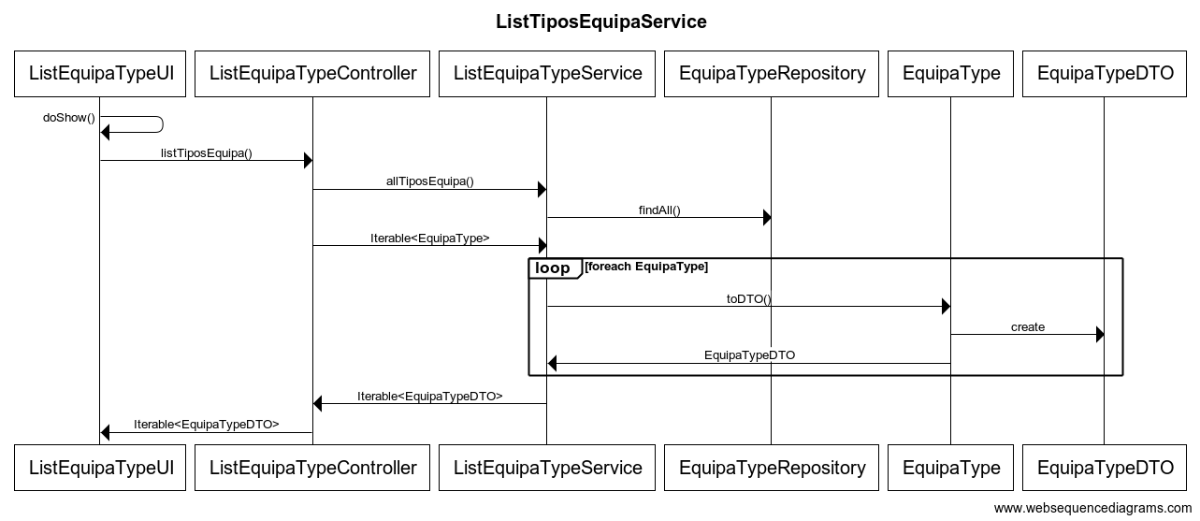 ListTiposEquipaService
ListEquipaTypeUI ListEquipaTypeController ListEquipaTypeService EquipaTypeRepository EquipaType EquipaTypeDTO
doShow()
listTiposEquipa()
allTiposEquipa()
findAll()
Iterable<EquipaType>
loop [foreach EquipaType]
toDTO()
create
EquipaTypeDTO
Iterable<EquipaTypeDTO>
Iterable<EquipaTypeDTO>
ListEquipaTypeUI ListEquipaTypeController ListEquipaTypeService EquipaTypeRepository EquipaType EquipaTypeDTO
www.websequencediagrams.com